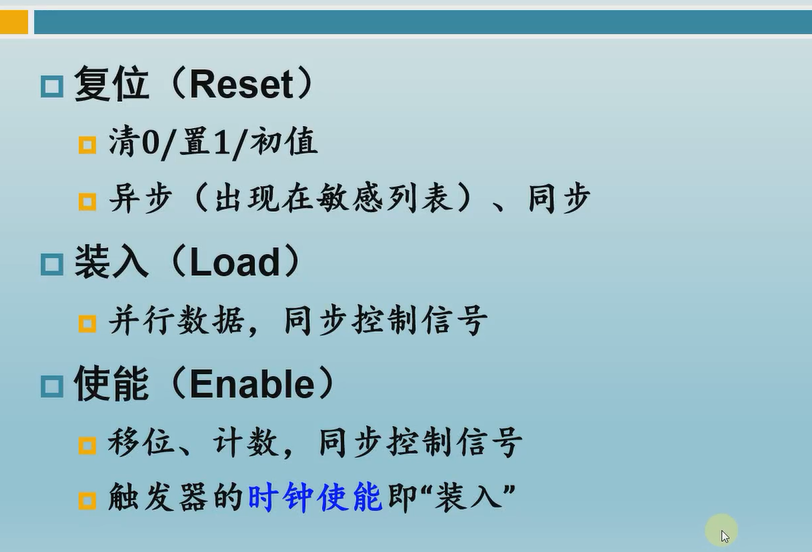 复位（Reset）
清0/置1/初值
异步（出现在敏感列表）、同步
装入（Load）
并行数据，同步控制信号
使能（Enable）
移位、计数，同步控制信号
触发器的时钟使能即“装入”